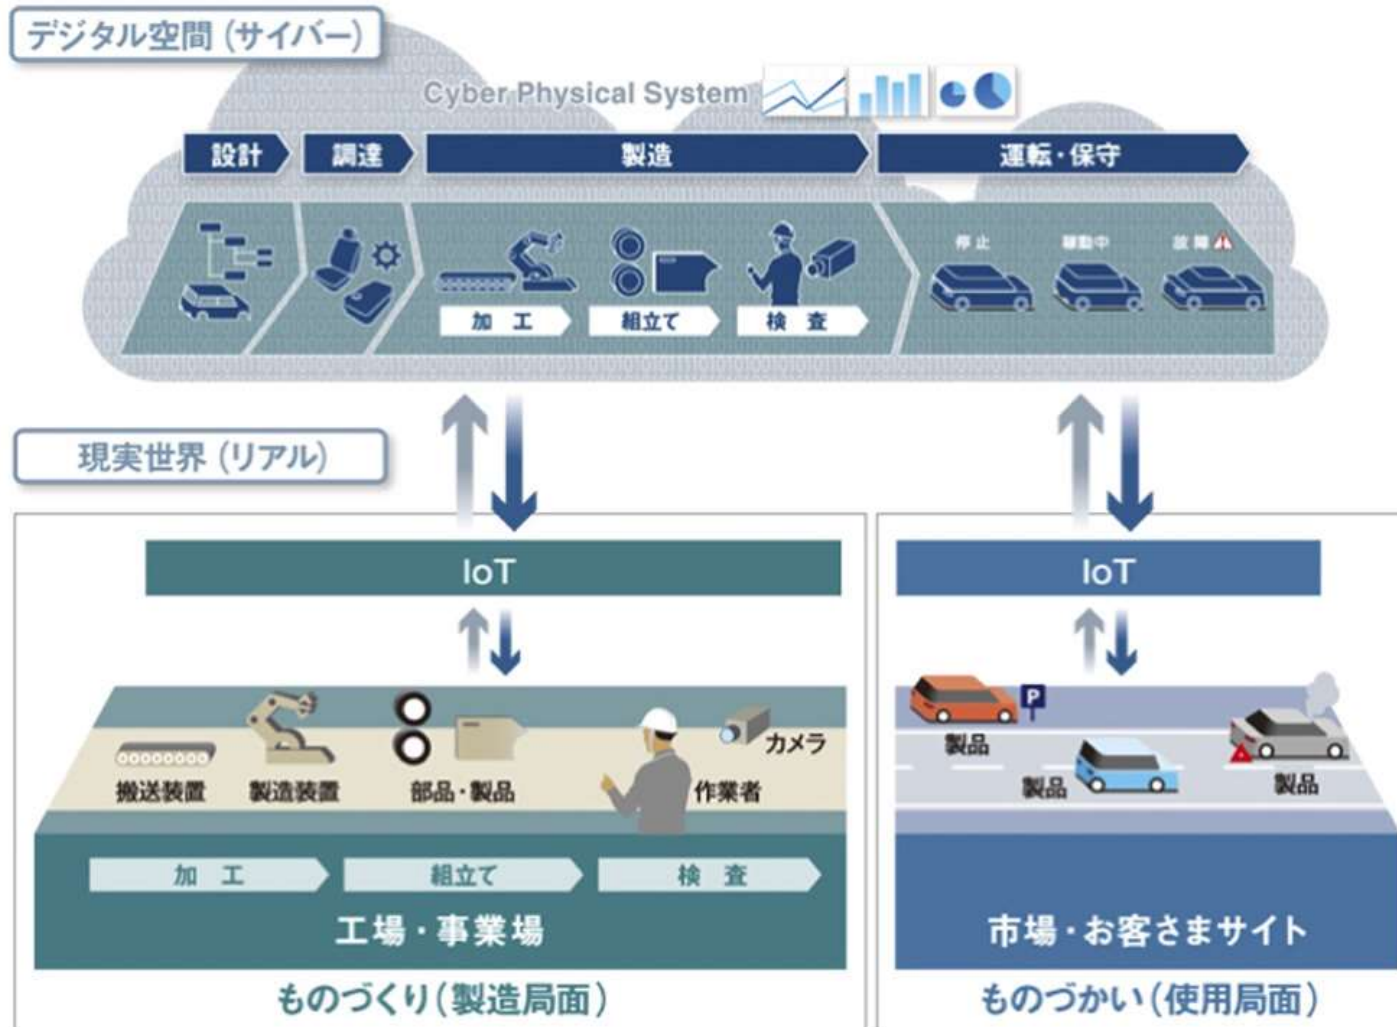 デジタル空間 (サイバー)
Cyber Physical System
設計
調達
製造
運転・保守
停止
稼動中
故障
加工
組立て
検査
現実世界 (リアル)
IoT
IoT
搬送装置
製造装置
部品・製品
作業者
カメラ
P
製品
製品
製品
加工
組立て
検査
工場・事業場
市場・お客さまサイト
ものづくり(製造局面)
ものづかい(使用局面)